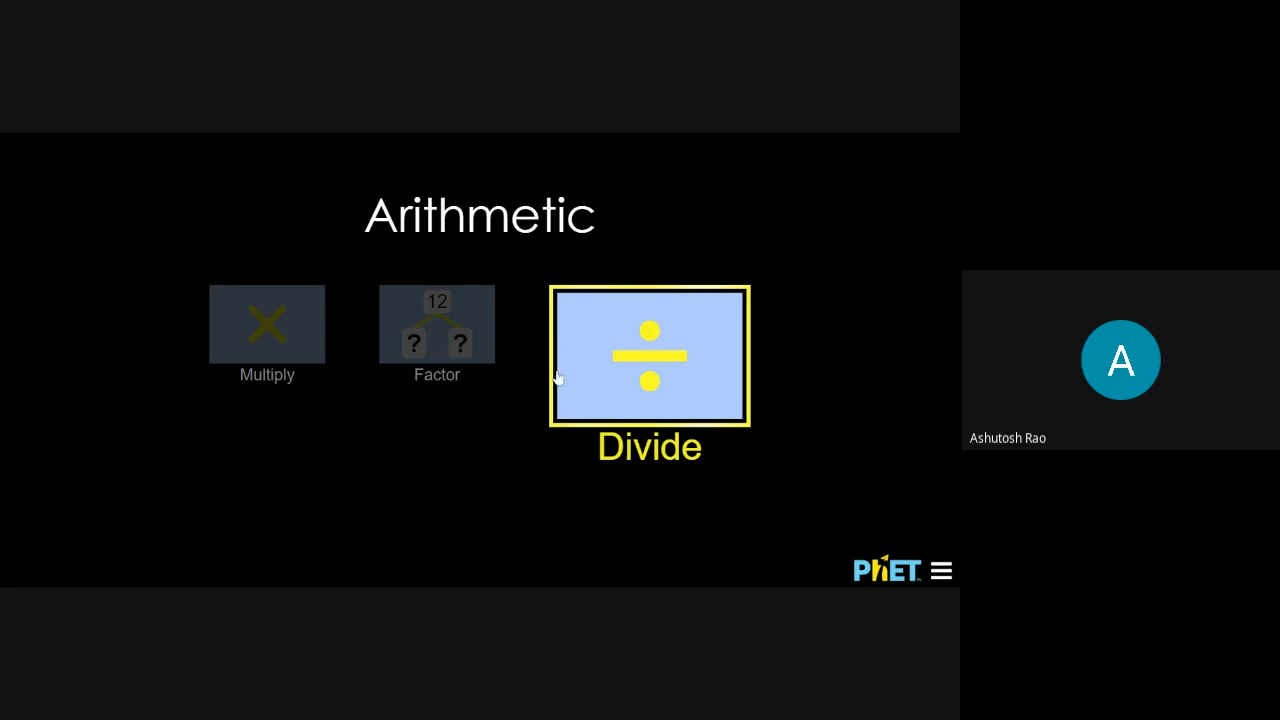 Arithmetic
12
? ?
Multiply
Factor
Divide
A
Ashutosh Rao
PhET